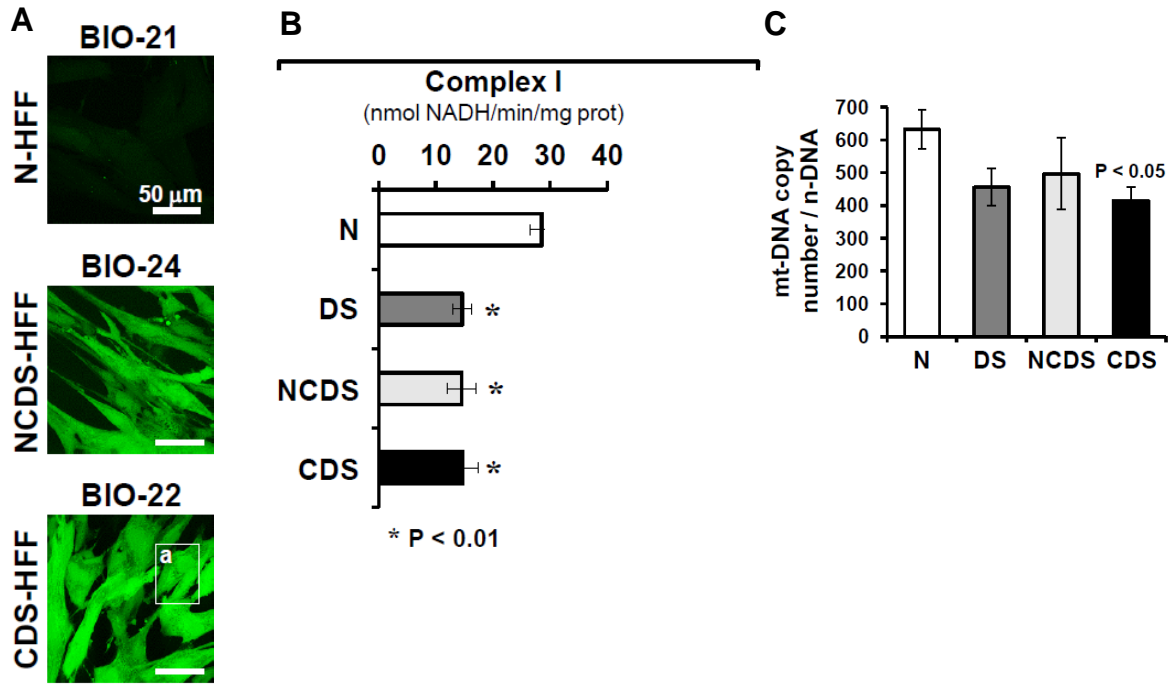 A
BIO-21
N-HFF
50 μm
BIO-24
NCDS-HFF
BIO-22
CDS-HFF
a
B
Complex I
(nmol NADH/min/mg prot)
0 10 20 30 40
N
DS *
NCDS *
CDS *
* P < 0.01
C
mt-DNA copy
number / n-DNA
700
600
500
400
300
200
100
0
P < 0.05
N DS NCDS CDS